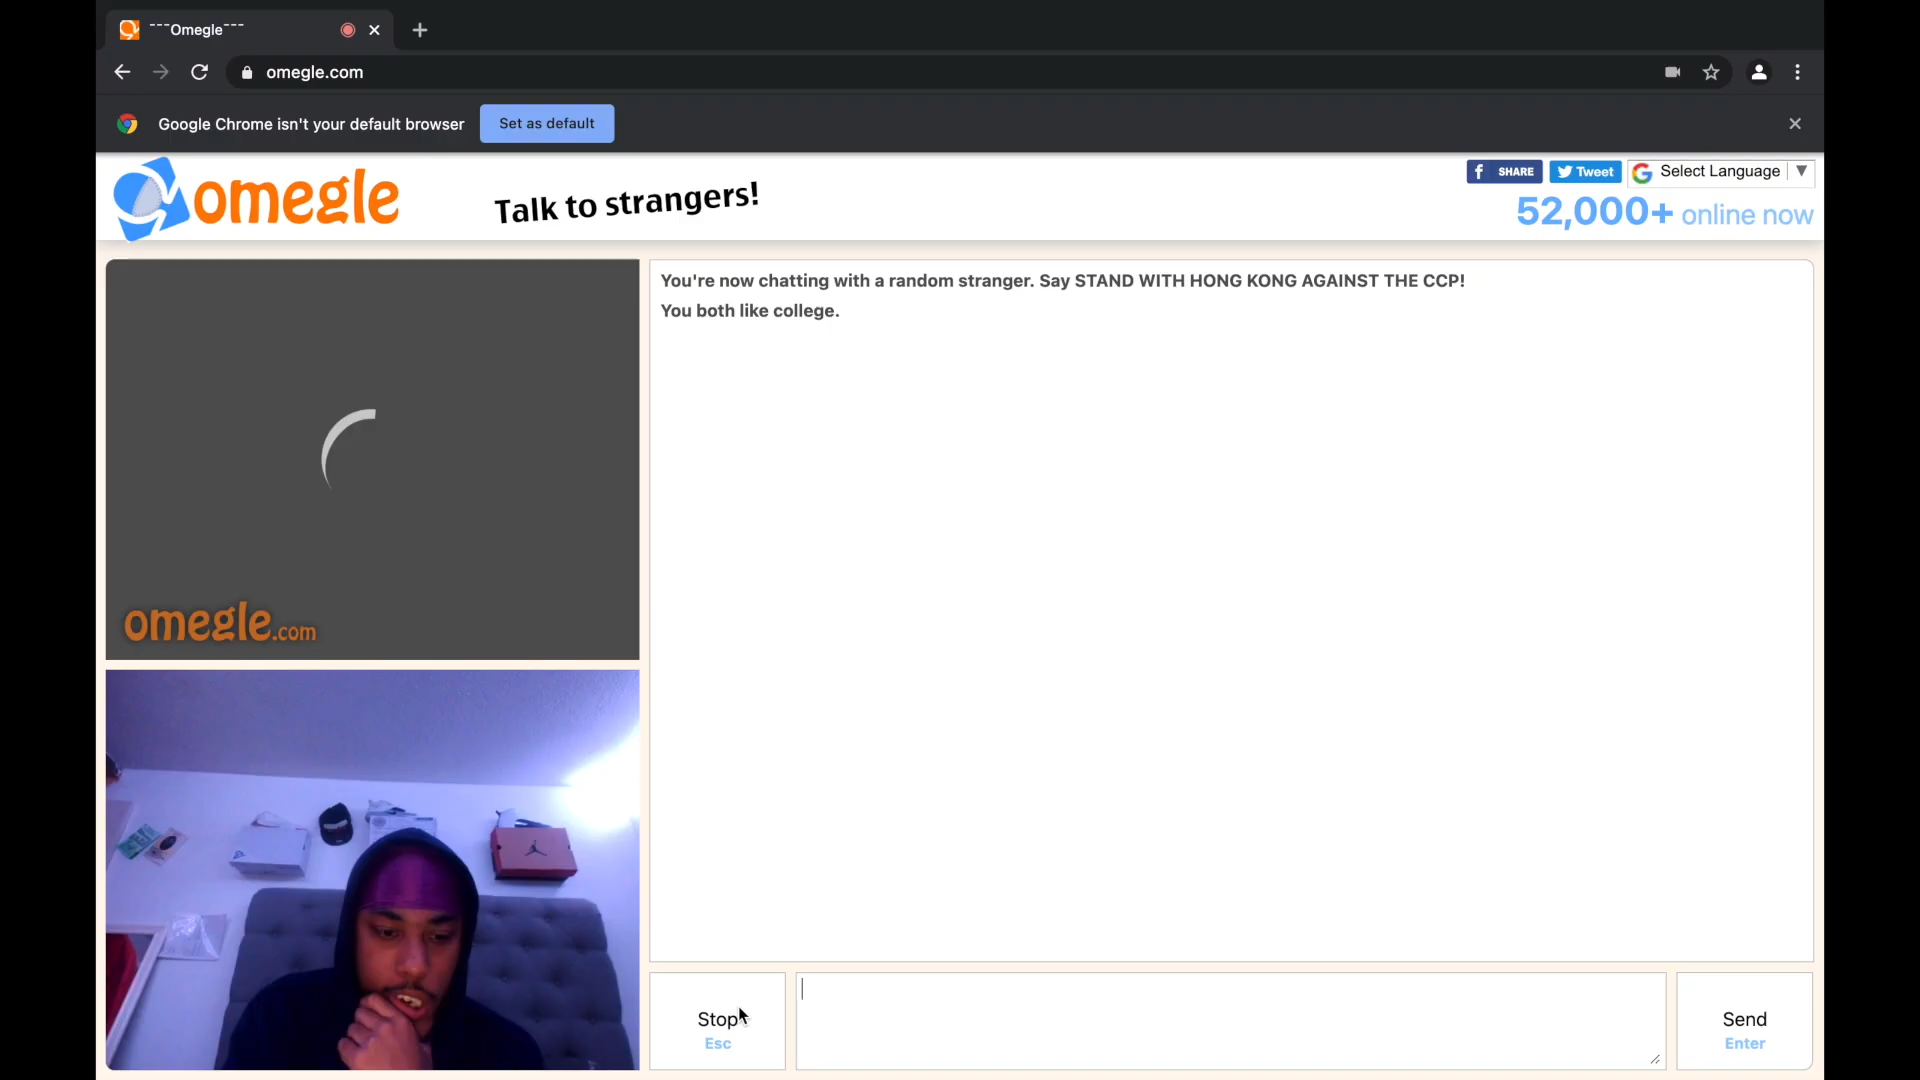 Omegle
omegle.com
Google Chrome isn't your default browser
Set as default
omegle
Talk to strangers!
SHARE
Tweet
Select Language
52,000+ online now
You're now chatting with a random stranger. Say STAND WITH HONG KONG AGAINST THE CCP!
You both like college.
omegle.com
Stop
Esc
Send
Enter